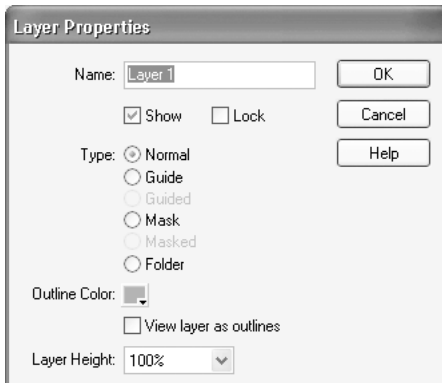 Layer Properties
Name: Layer 1
OK
Show Lock
Cancel
Type: Normal
Help
Guide
Guided
Mask
Masked
Folder
Outline Color:
View layer as outlines
Layer Height: 100%